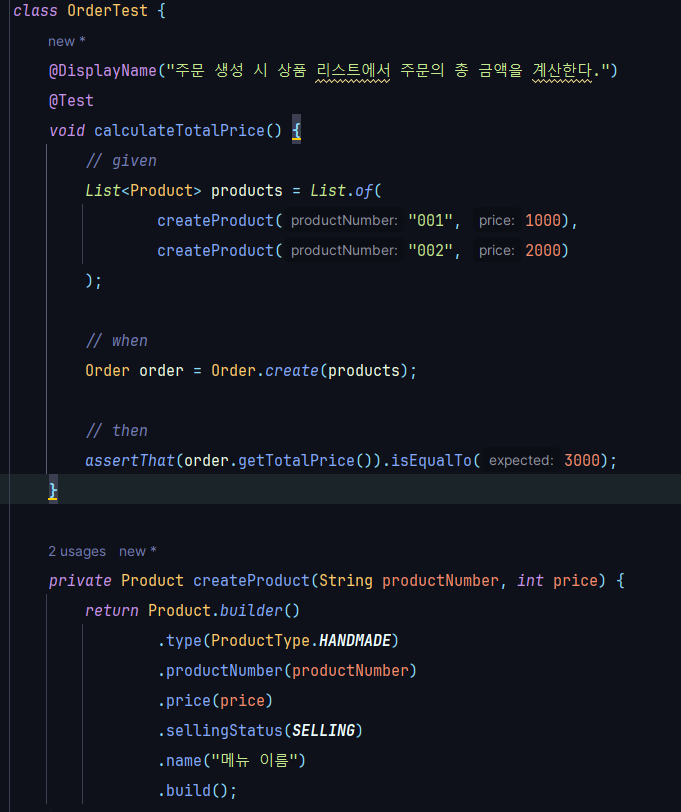 class OrderTest {
new *
@DisplayName("주문 생성 시 상품 리스트에서 주문의 총 금액을 계산한다.")
@Test
void calculateTotalPrice() {
// given
List<Product> products = List.of(
createProduct( productNumber: "001", price: 1000),
createProduct( productNumber: "002", price: 2000)
);
// when
Order order = Order.create(products);
// then
assertThat(order.getTotalPrice()).isEqualTo( expected: 3000);
}
2 usages new *
private Product createProduct(String productNumber, int price) {
return Product.builder()
.type(ProductType.HANDMADE)
.productNumber(productNumber)
.price(price)
.sellingStatus(SELLING)
.name("메뉴 이름")
.build();